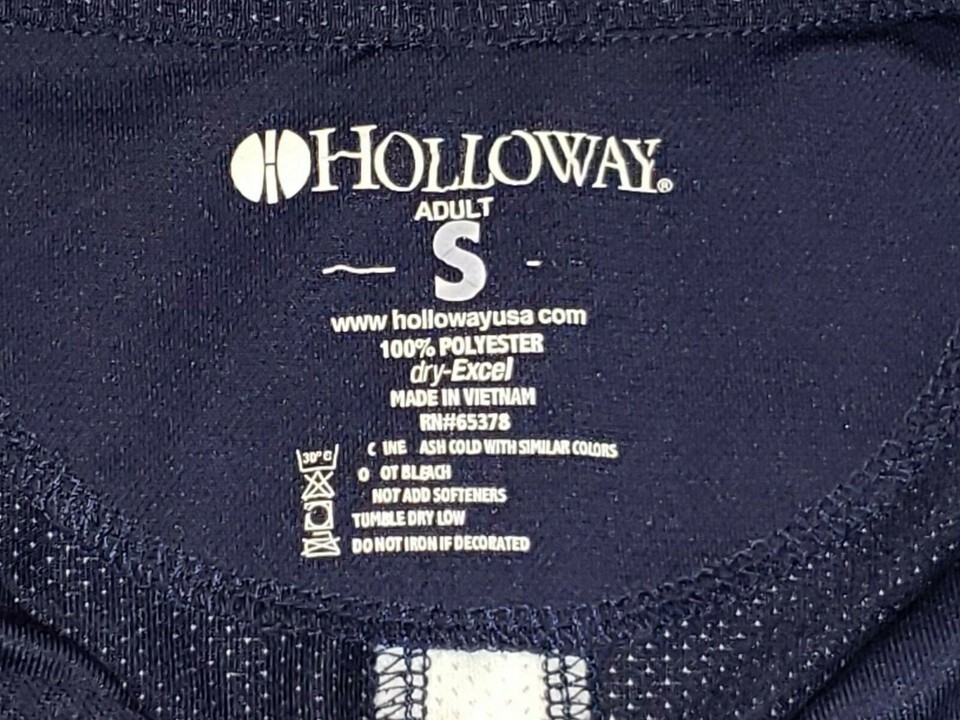 HOLLOWAY®
ADULT
S
www hollowayusa com
100% POLYESTER
dry-Excel
MADE IN VIETNAM
RN#65378
30° C
C INE ASH COLD WITH SIMILAR COLORS
O OT BLEACH
NOT ADD SOFTENERS
TUMBLE DRY LOW
DO NOT IRON IF DECORATED